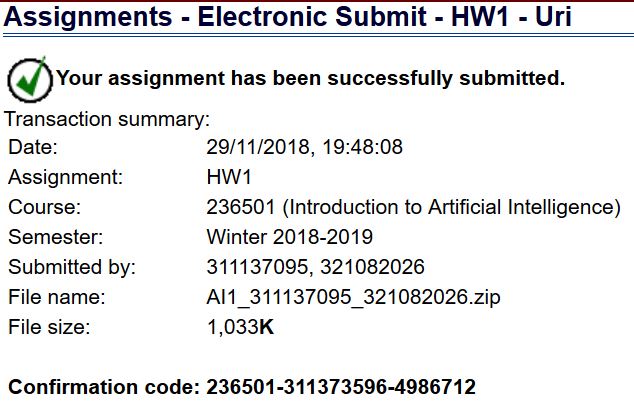 Assignments - Electronic Submit - HW1 - Uri
Your assignment has been successfully submitted.
Transaction summary:
Date: 29/11/2018, 19:48:08
Assignment: HW1
Course: 236501 (Introduction to Artificial Intelligence)
Semester: Winter 2018-2019
Submitted by: 311137095, 321082026
File name: AI1_311137095_321082026.zip
File size: 1,033K
Confirmation code: 236501-311373596-4986712